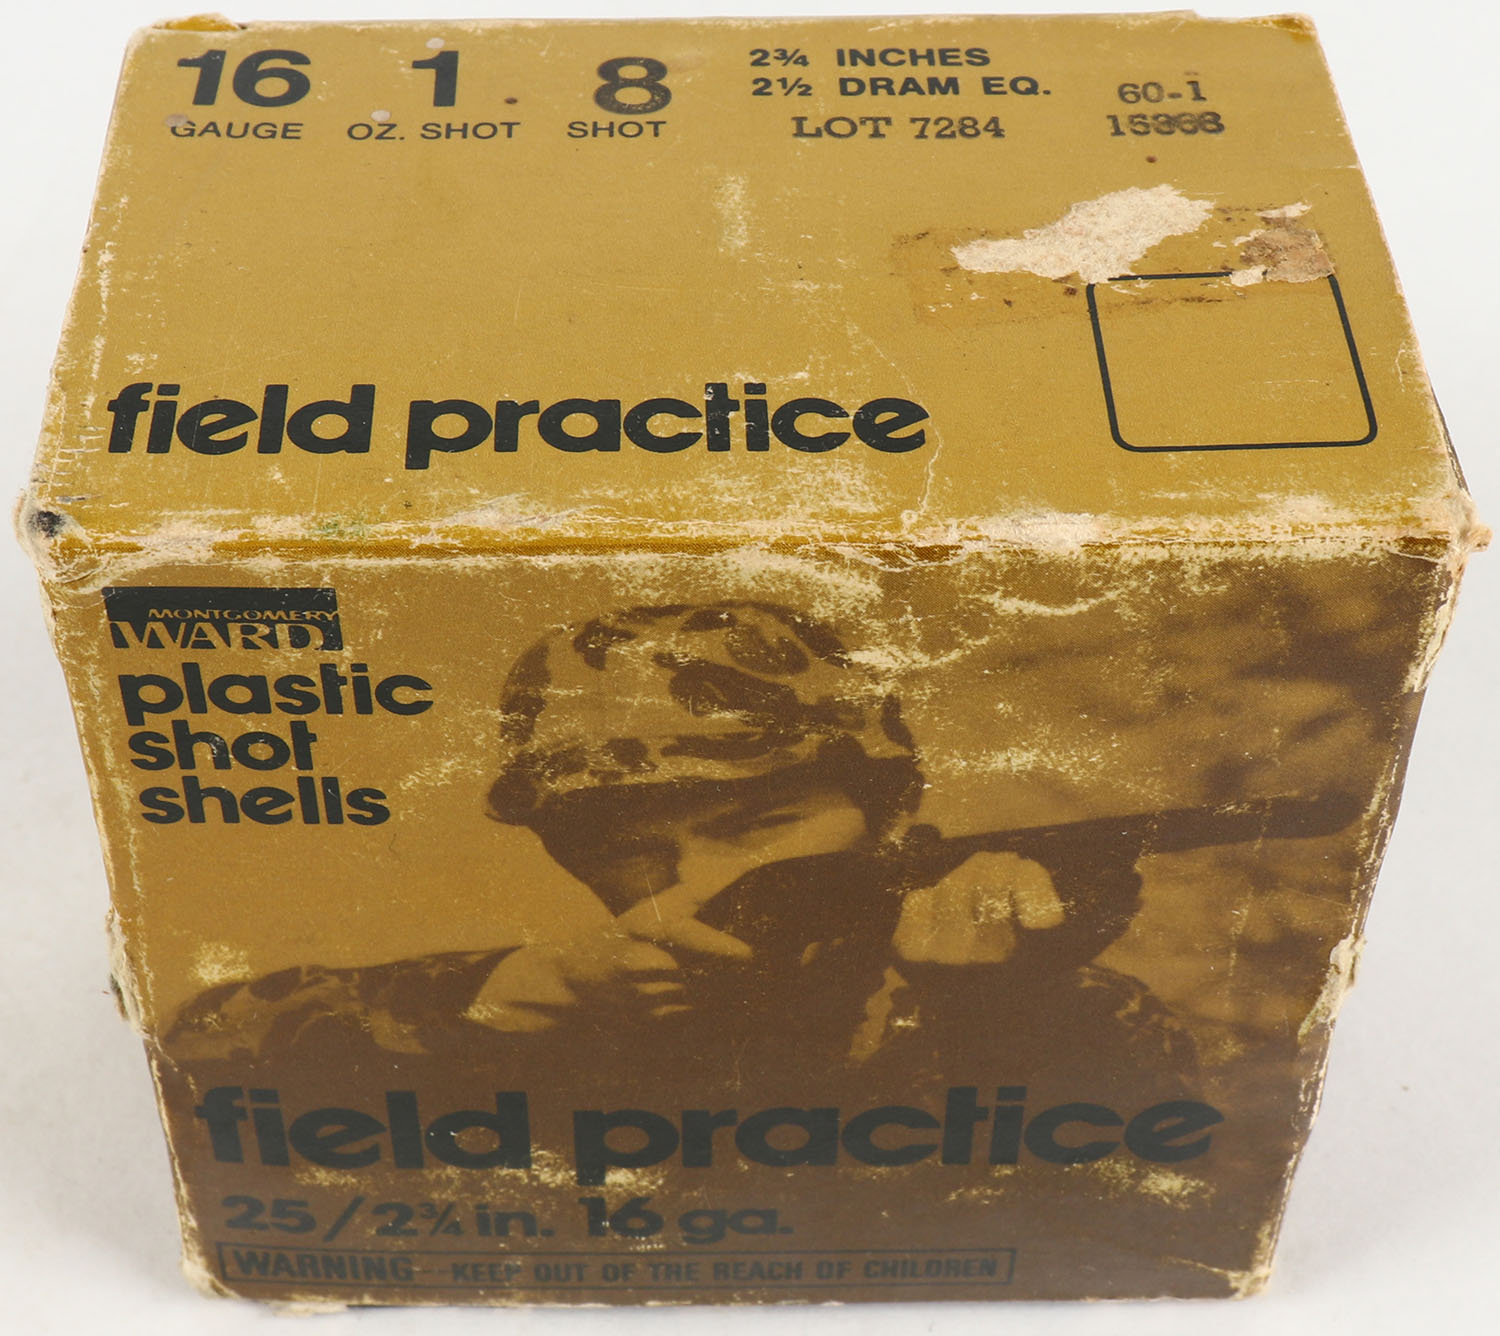 16 1 8 2¾ INCHES
2½ DRAM EQ. 60-1
GAUGE OZ. SHOT SHOT LOT 7284
field practice
MONTGOMERY
WARD
plastic
shot
shells
field practice
25/2¾ in. 16 ga.
WARNING--KEEP OUT OF THE REACH OF CHILDREN